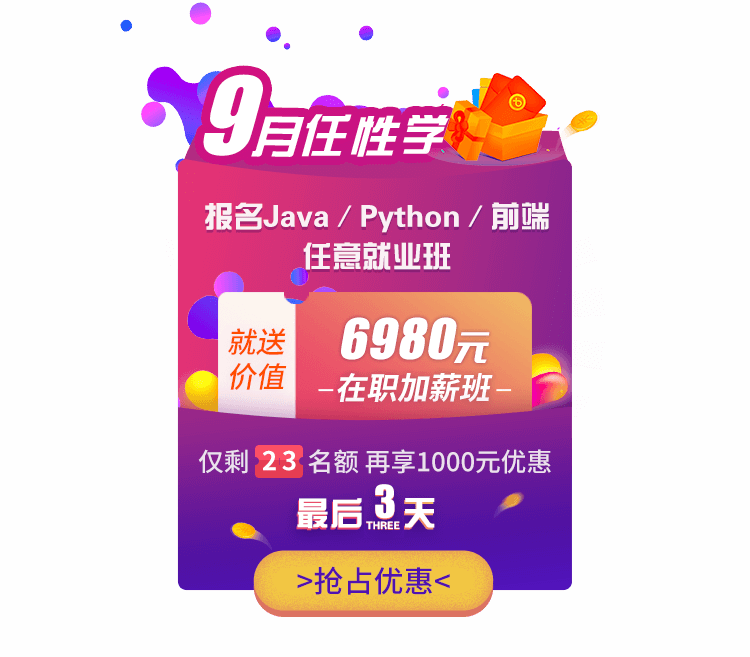 9月任性学
报名Java / Python / 前端
任意就业班
就送
价值
6980元
–在职加薪班–
仅剩 23 名额 再享1000元优惠
最后 3 天
THREE
>抢占优惠<